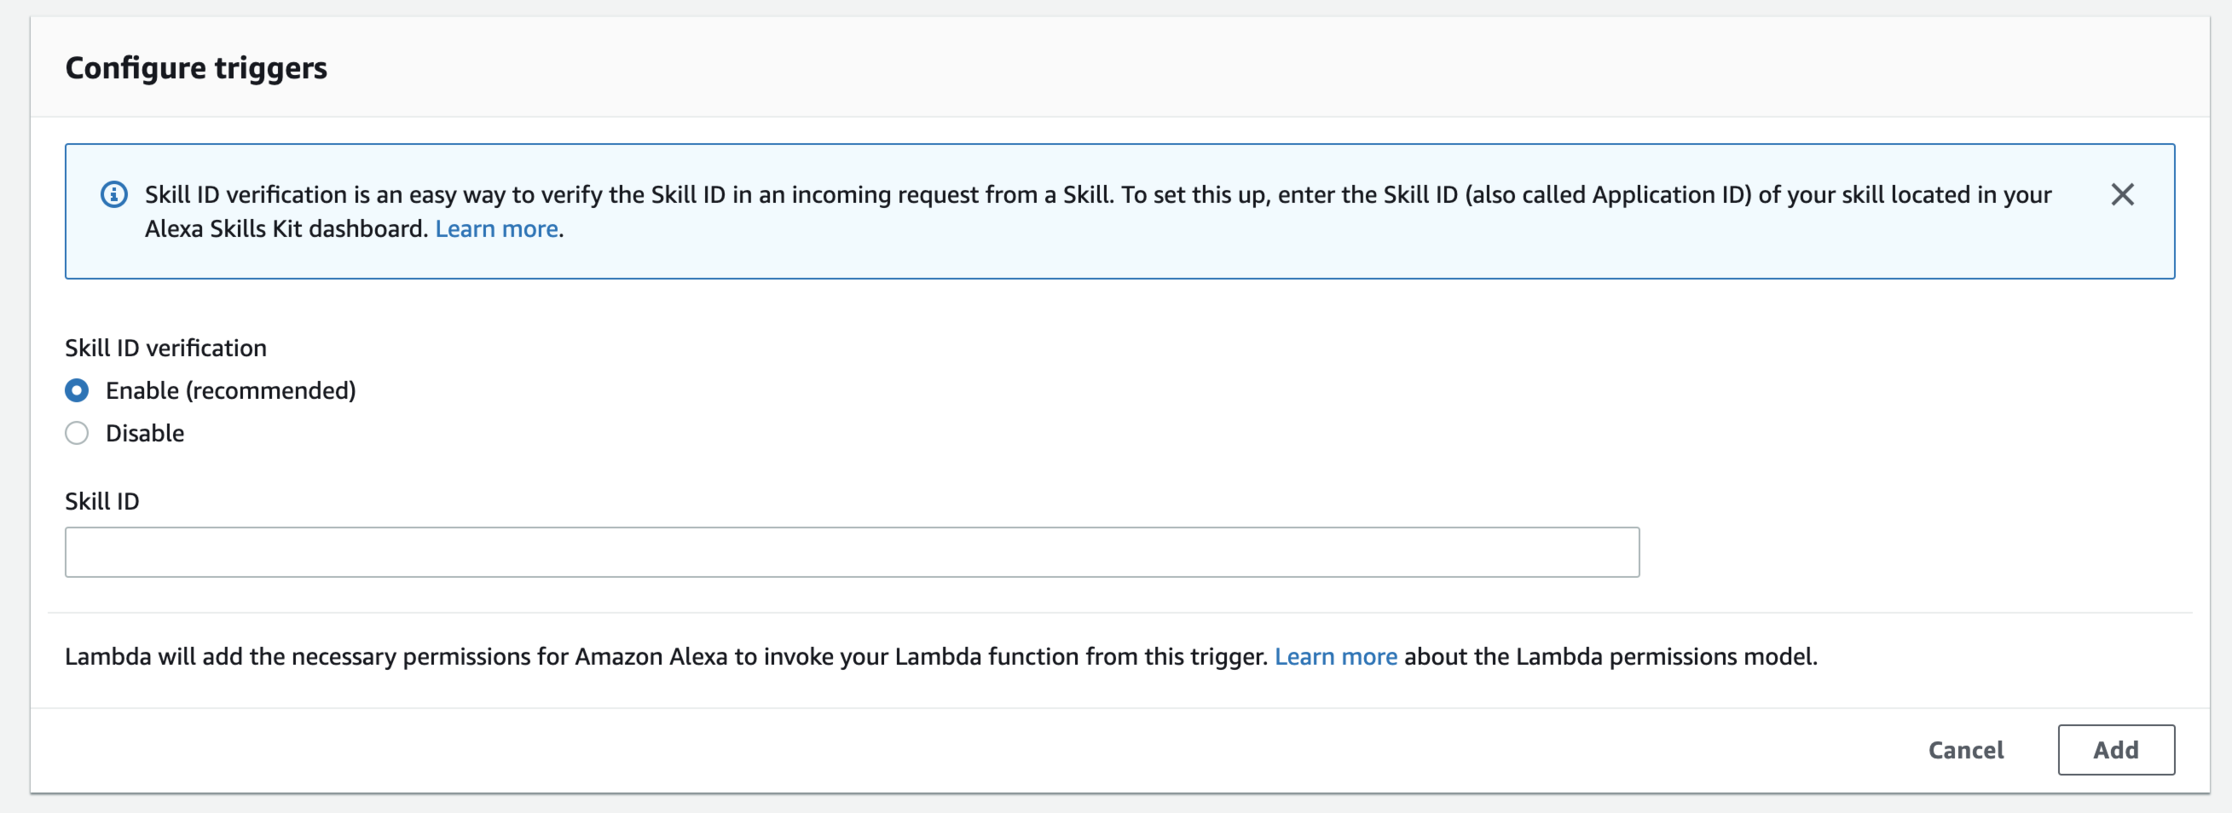 Configure triggers
Skill ID verification is an easy way to verify the Skill ID in an incoming request from a Skill. To set this up, enter the Skill ID (also called Application ID) of your skill located in your
Alexa Skills Kit dashboard. Learn more.
Skill ID verification
Enable (recommended)
Disable
Skill ID
Lambda will add the necessary permissions for Amazon Alexa to invoke your Lambda function from this trigger. Learn more about the Lambda permissions model.
Cancel
Add